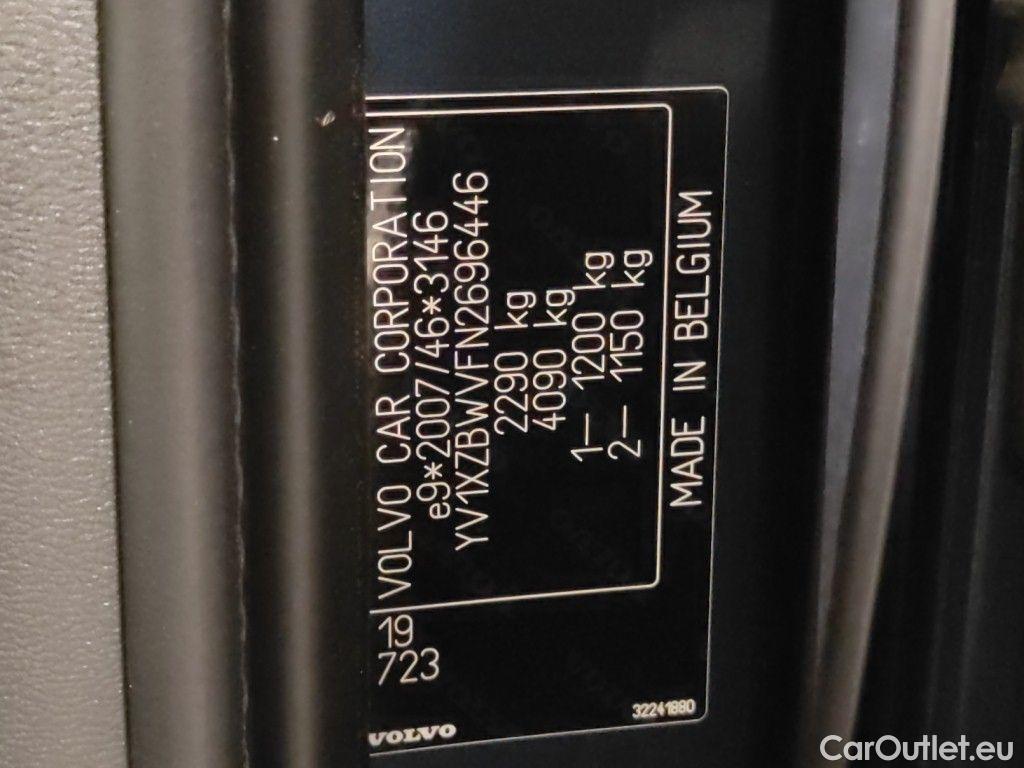 VOLVO CAR CORPORATION
e9*2007/46*3146
YV1XZBWVFN2696446
2290 kg
4090 kg
1– 1200 kg
2– 1150 kg
MADE IN BELGIUM
19
723
VOLVO
32241880
CarOutlet.eu